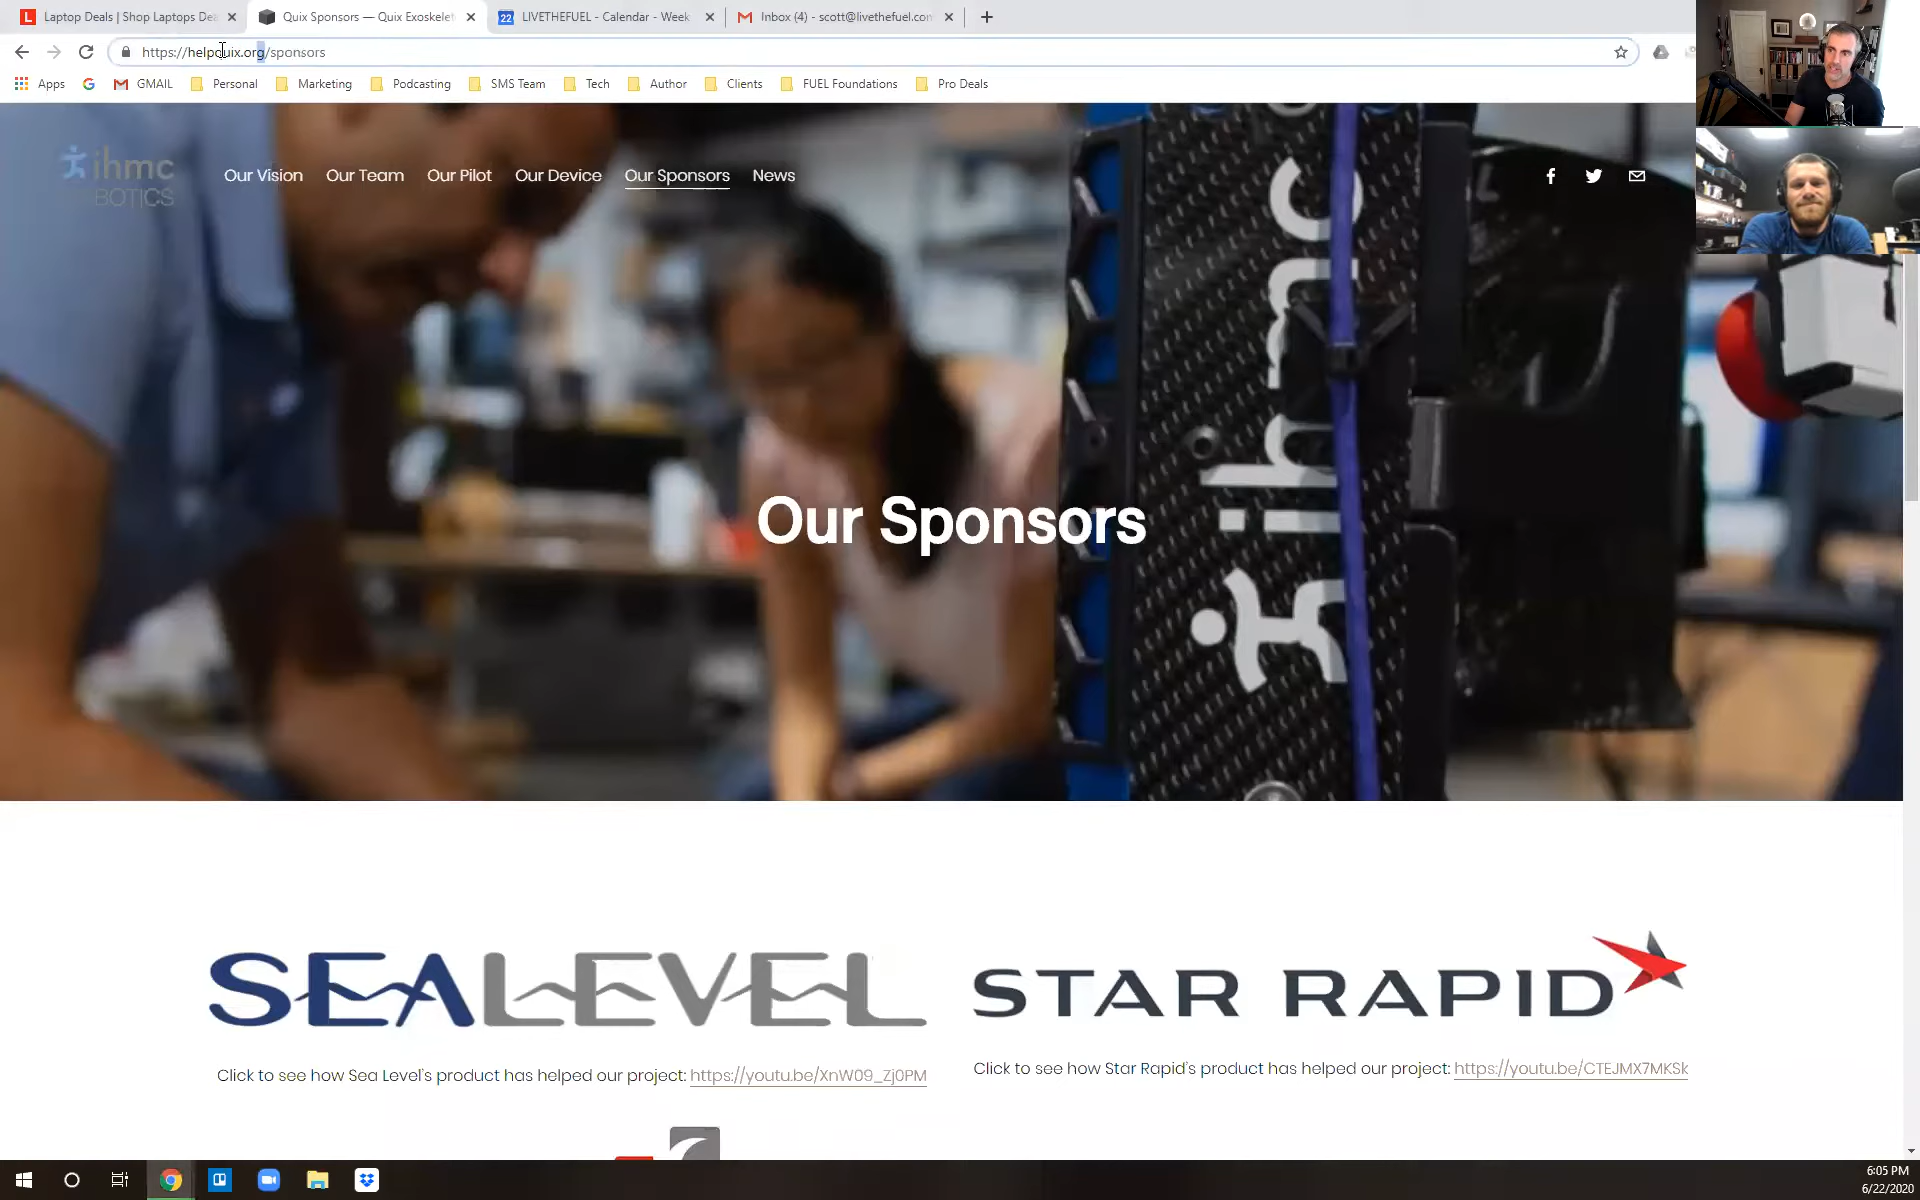 Laptop Deals | Shop Laptops Dea
Quix Sponsors — Quix Exoskelet
22 LIVETHEFUEL - Calendar - Week
Inbox (4) - scott@livethefuel.com
https://helpquix.org/sponsors
Apps GMAIL Personal Marketing Podcasting SMS Team Tech Author Clients FUEL Foundations Pro Deals
ihmc
ROBOTICS
Our Vision Our Team Our Pilot Our Device Our Sponsors News
ihmc
Our Sponsors
SEALEVEL
STAR RAPID
Click to see how Sea Level's product has helped our project: https://youtu.be/XnW09_Zj0PM
Click to see how Star Rapid's product has helped our project: https://youtu.be/CTEJMX7MKSk
6:05 PM
6/22/2020